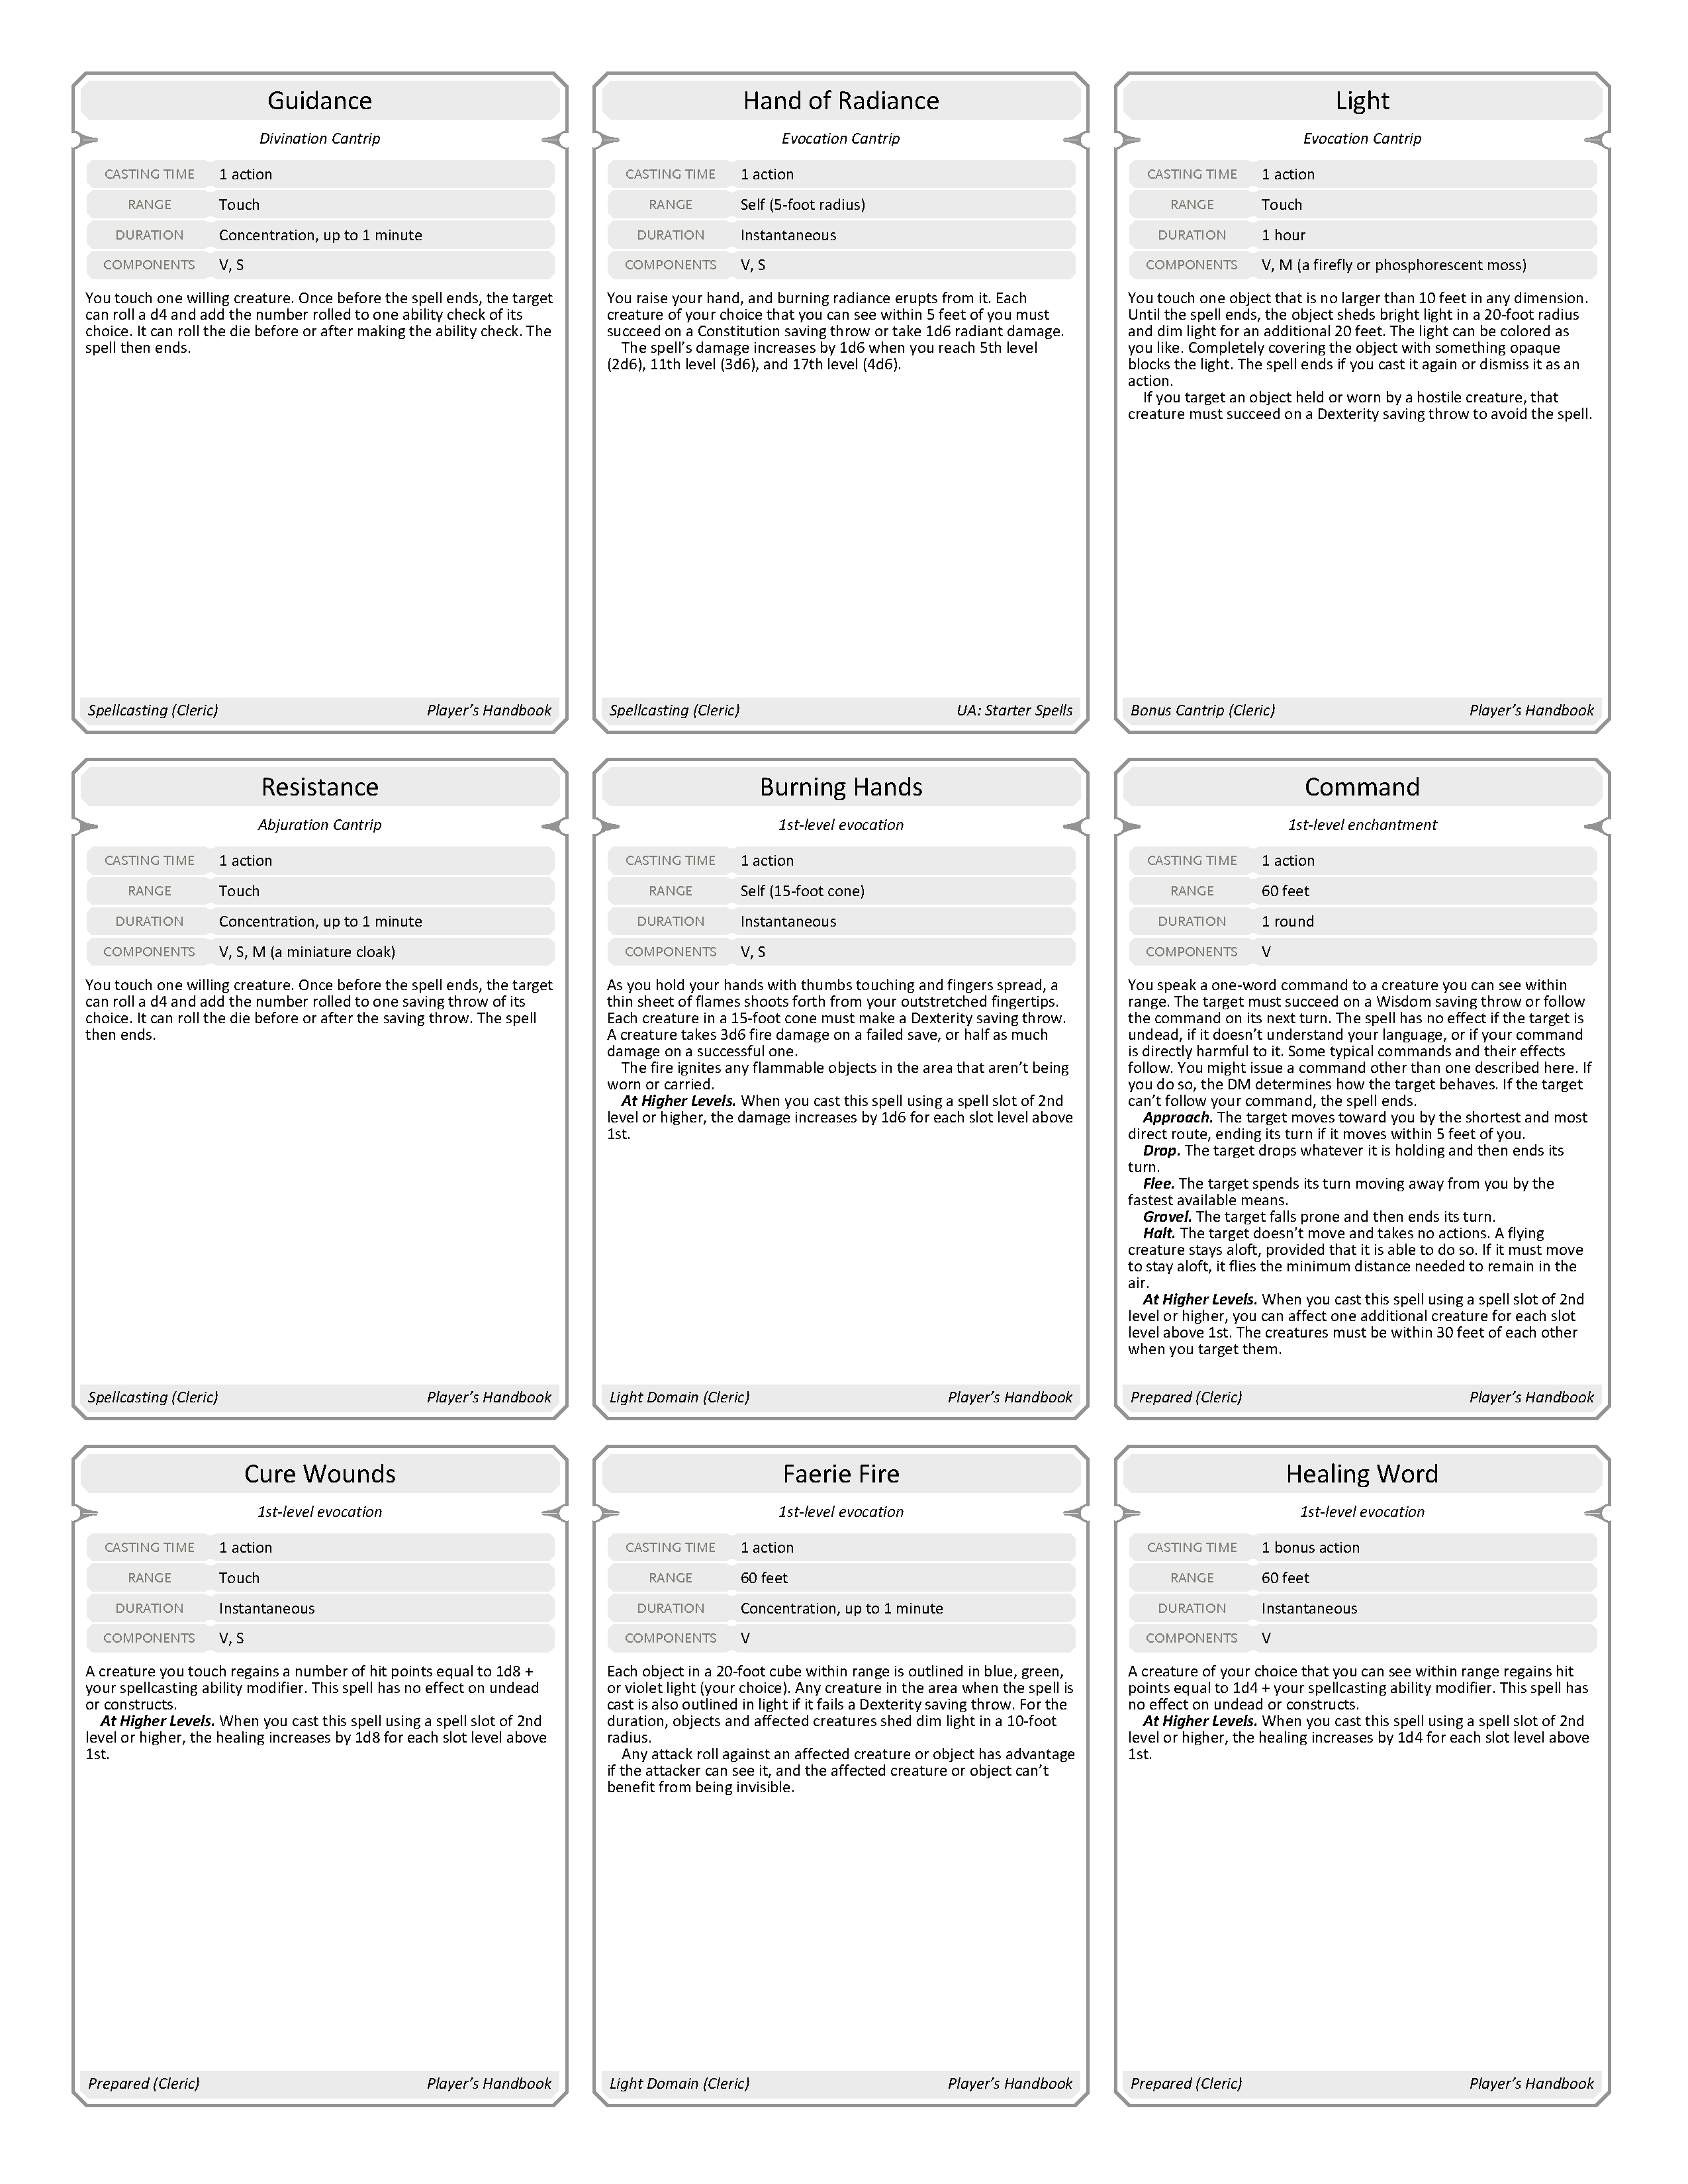 Guidance
Divination Cantrip
CASTING TIME 1 action
RANGE Touch
DURATION Concentration, up to 1 minute
COMPONENTS V, S
You touch one willing creature. Once before the spell ends, the target
can roll a d4 and add the number rolled to one ability check of its
choice. It can roll the die before or after making the ability check. The
spell then ends.
Spellcasting (Cleric) Player’s Handbook
Hand of Radiance
Evocation Cantrip
CASTING TIME 1 action
RANGE Self (5-foot radius)
DURATION Instantaneous
COMPONENTS V, S
You raise your hand, and burning radiance erupts from it. Each
creature of your choice that you can see within 5 feet of you must
succeed on a Constitution saving throw or take 1d6 radiant damage.
The spell’s damage increases by 1d6 when you reach 5th level
(2d6), 11th level (3d6), and 17th level (4d6).
Spellcasting (Cleric) UA: Starter Spells
Light
Evocation Cantrip
CASTING TIME 1 action
RANGE Touch
DURATION 1 hour
COMPONENTS V, M (a firefly or phosphorescent moss)
You touch one object that is no larger than 10 feet in any dimension.
Until the spell ends, the object sheds bright light in a 20-foot radius
and dim light for an additional 20 feet. The light can be colored as
you like. Completely covering the object with something opaque
blocks the light. The spell ends if you cast it again or dismiss it as an
action.
If you target an object held or worn by a hostile creature, that
creature must succeed on a Dexterity saving throw to avoid the spell.
Bonus Cantrip (Cleric) Player’s Handbook
Resistance
Abjuration Cantrip
CASTING TIME 1 action
RANGE Touch
DURATION Concentration, up to 1 minute
COMPONENTS V, S, M (a miniature cloak)
You touch one willing creature. Once before the spell ends, the target
can roll a d4 and add the number rolled to one saving throw of its
choice. It can roll the die before or after the saving throw. The spell
then ends.
Spellcasting (Cleric) Player’s Handbook
Burning Hands
1st-level evocation
CASTING TIME 1 action
RANGE Self (15-foot cone)
DURATION Instantaneous
COMPONENTS V, S
As you hold your hands with thumbs touching and fingers spread, a
thin sheet of flames shoots forth from your outstretched fingertips.
Each creature in a 15-foot cone must make a Dexterity saving throw.
A creature takes 3d6 fire damage on a failed save, or half as much
damage on a successful one.
The fire ignites any flammable objects in the area that aren’t being
worn or carried.
At Higher Levels. When you cast this spell using a spell slot of 2nd
level or higher, the damage increases by 1d6 for each slot level above
1st.
Light Domain (Cleric) Player’s Handbook
Command
1st-level enchantment
CASTING TIME 1 action
RANGE 60 feet
DURATION 1 round
COMPONENTS V
You speak a one-word command to a creature you can see within
range. The target must succeed on a Wisdom saving throw or follow
the command on its next turn. The spell has no effect if the target is
undead, if it doesn’t understand your language, or if your command
is directly harmful to it. Some typical commands and their effects
follow. You might issue a command other than one described here. If
you do so, the DM determines how the target behaves. If the target
can’t follow your command, the spell ends.
Approach. The target moves toward you by the shortest and most
direct route, ending its turn if it moves within 5 feet of you.
Drop. The target drops whatever it is holding and then ends its
turn.
Flee. The target spends its turn moving away from you by the
fastest available means.
Grovel. The target falls prone and then ends its turn.
Halt. The target doesn’t move and takes no actions. A flying
creature stays aloft, provided that it is able to do so. If it must move
to stay aloft, it flies the minimum distance needed to remain in the
air.
At Higher Levels. When you cast this spell using a spell slot of 2nd
level or higher, you can affect one additional creature for each slot
level above 1st. The creatures must be within 30 feet of each other
when you target them.
Prepared (Cleric) Player’s Handbook
Cure Wounds
1st-level evocation
CASTING TIME 1 action
RANGE Touch
DURATION Instantaneous
COMPONENTS V, S
A creature you touch regains a number of hit points equal to 1d8 +
your spellcasting ability modifier. This spell has no effect on undead
or constructs.
At Higher Levels. When you cast this spell using a spell slot of 2nd
level or higher, the healing increases by 1d8 for each slot level above
1st.
Prepared (Cleric) Player’s Handbook
Faerie Fire
1st-level evocation
CASTING TIME 1 action
RANGE 60 feet
DURATION Concentration, up to 1 minute
COMPONENTS V
Each object in a 20-foot cube within range is outlined in blue, green,
or violet light (your choice). Any creature in the area when the spell is
cast is also outlined in light if it fails a Dexterity saving throw. For the
duration, objects and affected creatures shed dim light in a 10-foot
radius.
Any attack roll against an affected creature or object has advantage
if the attacker can see it, and the affected creature or object can’t
benefit from being invisible.
Light Domain (Cleric) Player’s Handbook
Healing Word
1st-level evocation
CASTING TIME 1 bonus action
RANGE 60 feet
DURATION Instantaneous
COMPONENTS V
A creature of your choice that you can see within range regains hit
points equal to 1d4 + your spellcasting ability modifier. This spell has
no effect on undead or constructs.
At Higher Levels. When you cast this spell using a spell slot of 2nd
level or higher, the healing increases by 1d4 for each slot level above
1st.
Prepared (Cleric) Player’s Handbook